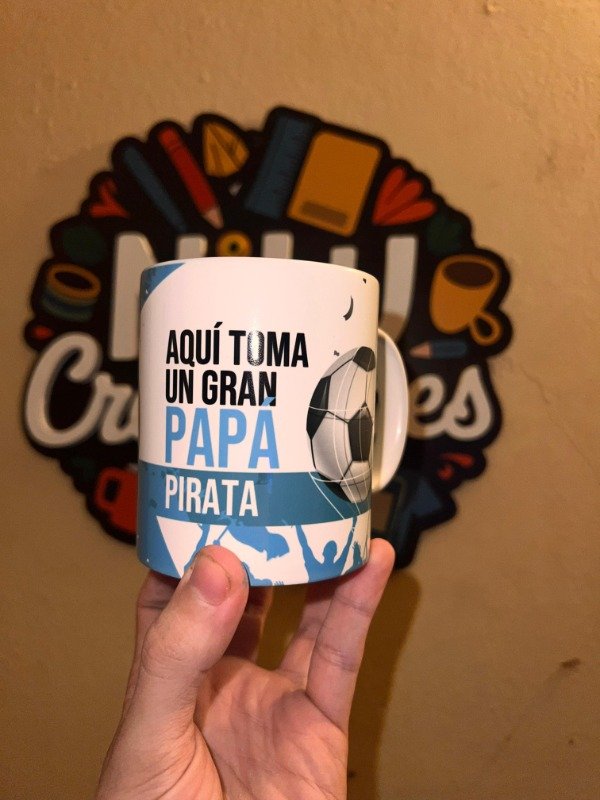 AQUÍ TOMA
UN GRAN
PAPÁ
PIRATA